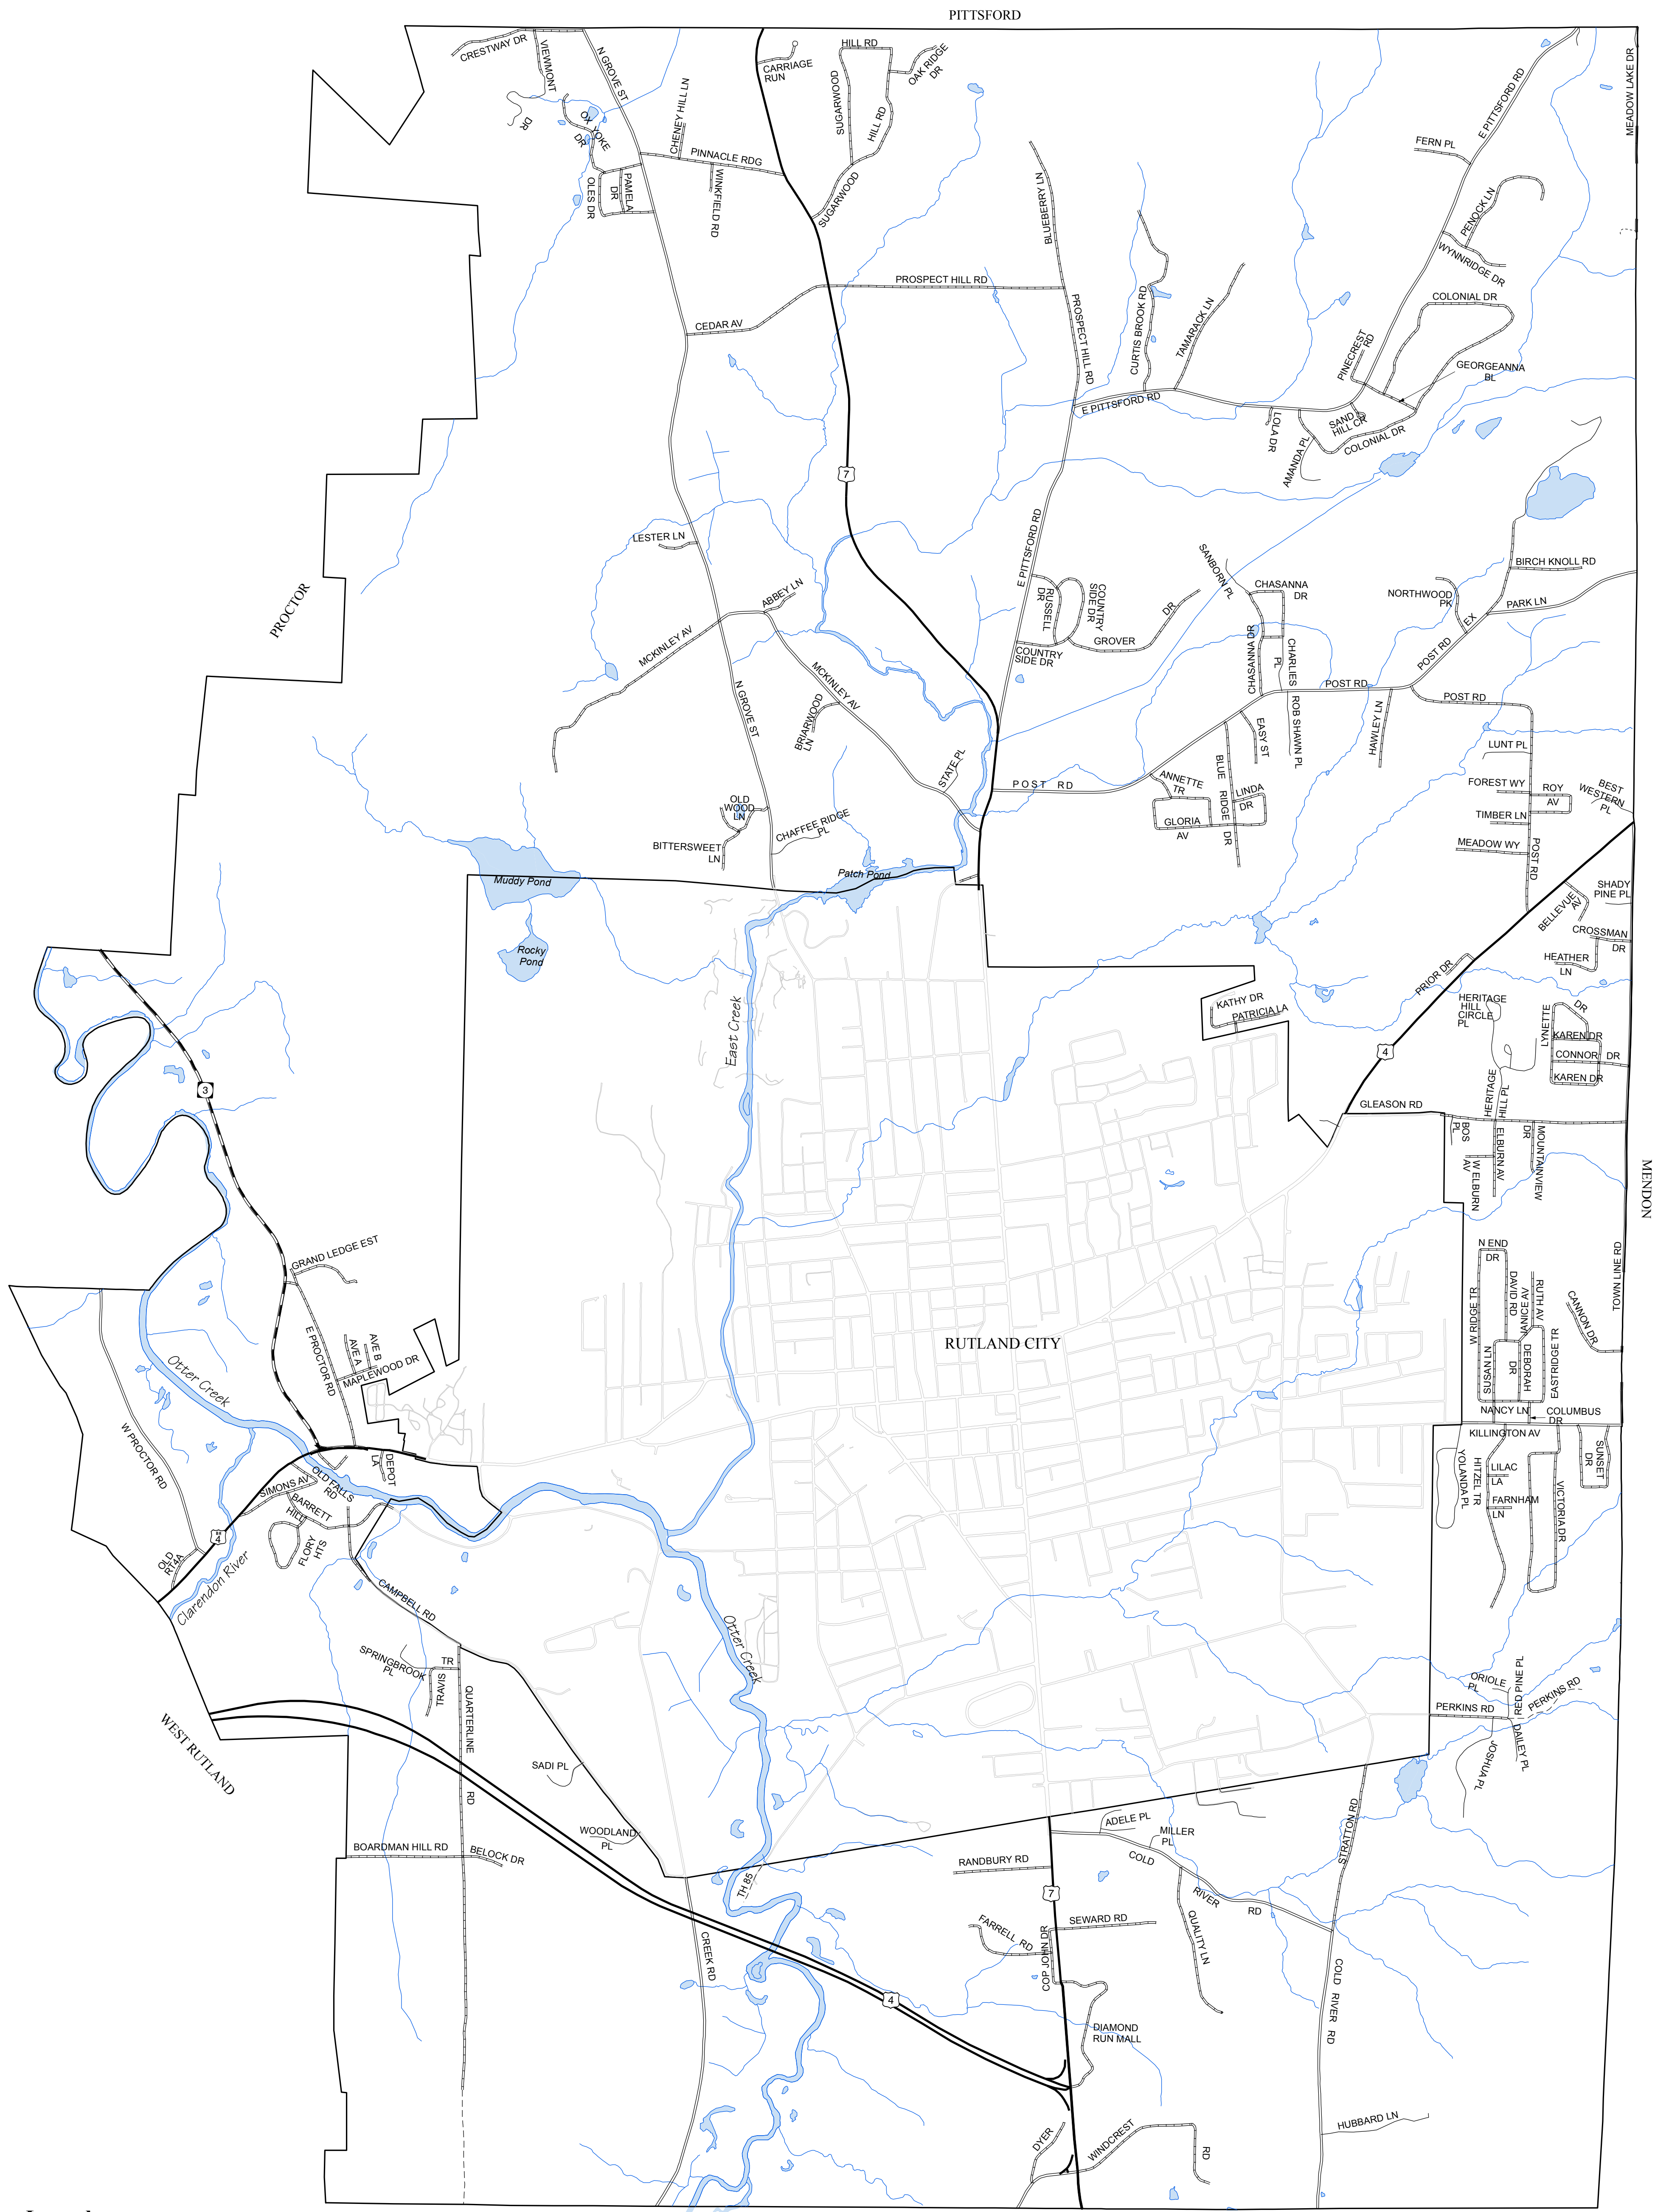 PITTSFORD
CRESTWAY DR
VIEWMONT
DR
N GROVE ST
OX YOKE
DR
CHENEY HILL LN
CARRIAGE
RUN
HILL RD
SUGARWOOD
OAK RIDGE
DR
HILL RD
SUGARWOOD
PINNACLE RDG
WINKFIELD RD
OLES DR
PAMELA
DR
BLUEBERRY LN
E PITTSFORD RD
MEADOW LAKE DR
FERN PL
PENOCK LN
WYNNRIDGE DR
COLONIAL DR
PROSPECT HILL RD
CEDAR AV
PROSPECT HILL RD
CURTIS BROOK RD
TAMARACK LN
PINECREST
RD
GEORGEANNA
BL
E PITTSFORD RD
LOLA DR
AMANDA PL
SAND
HILL CR
COLONIAL DR
7
PROCTOR
LESTER LN
ABBEY LN
MCKINLEY AV
MCKINLEY AV
N GROVE ST
BRIARWOOD
LN
STATE PL
E PITTSFORD RD
RUSSELL
DR
COUNTRY
SIDE DR
COUNTRY
SIDE DR
GROVER
DR
SANBORN PL
CHASANNA
DR
CHASANNA DR
CHARLIES
PL
NORTHWOOD
PK
BIRCH KNOLL RD
PARK LN
POST RD
EX
POST RD
POST RD
EASY ST
ROB SHAWN PL
HAWLEY LN
LUNT PL
POST RD
ANNETTE
TR
BLUE
RIDGE
DR
LINDA
DR
GLORIA
AV
FOREST WY
ROY
AV
BEST
WESTERN
PL
TIMBER LN
MEADOW WY
POST RD
OLD
WOOD
LN
BITTERSWEET
LN
CHAFFEE RIDGE
PL
Muddy Pond
Patch Pond
Rocky
Pond
East Creek
SHADY
PINE PL
BELLEVUE
AV
CROSSMAN
DR
HEATHER
LN
PRIOR DR
KATHY DR
PATRICIA LA
HERITAGE
HILL
CIRCLE
PL
LYNETTE
DR
KAREN DR
CONNOR DR
KAREN DR
4
3
GLEASON RD
HERITAGE
HILL PL
BOS
PL
W ELBURN
AV
ELBURN AV
MOUNTAINVIEW
DR
MENDON
GRAND LEDGE EST
E PROCTOR RD
AVE A
AVE B
MAPLEWOOD DR
RUTLAND CITY
N END
DR
W RIDGE TR
DAVID RD
JANICE AV
RUTH AV
CANNON DR
TOWN LINE RD
SUSAN LN
DEBORAH
DR
EASTRIDGE TR
NANCY LN
COLUMBUS
DR
KILLINGTON AV
Otter Creek
W PROCTOR RD
DEPOT
LA
SIMONS AV
OLD FALLS
RD
BARRETT
HILL
FLORY
HTS
OLD
RT4A
4
Clarendon River
YOLANDA PL
HITZEL TR
LILAC
LA
FARNHAM
LN
VICTORIA DR
SUNSET
DR
CAMPBELL RD
SPRINGBROOK
PL
TR
TRAVIS
QUARTERLINE
RD
Otter Creek
ORIOLE
PL
RED PINE PL
PERKINS RD
PERKINS RD
DAILEY PL
JOSHUA PL
WEST RUTLAND
SADI PL
WOODLAND
PL
BOARDMAN HILL RD
BELOCK DR
ADELE PL
MILLER
PL
COLD
RIVER
RD
STRATTON RD
RANDBURY RD
TH 85
7
SEWARD RD
FARRELL RD
COP JOHN DR
QUALITY LN
CREEK RD
4
DIAMOND
RUN MALL
COLD RIVER RD
HUBBARD LN
DYER
WINDCREST
RD